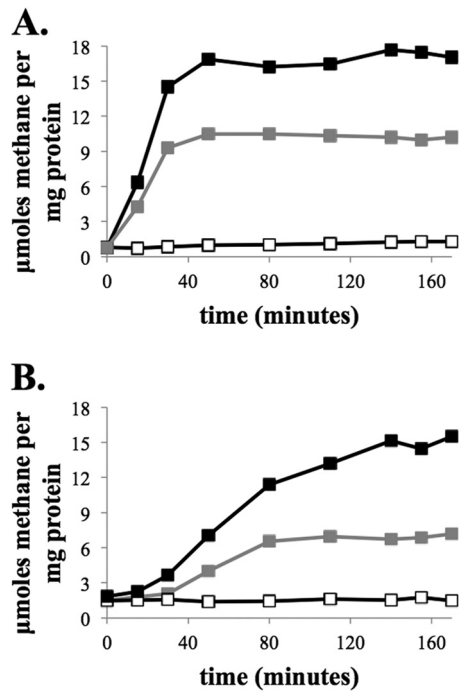 A.
18
15
12
9
6
3
0
µmoles methane per
mg protein
0 40 80 120 160
time (minutes)
B.
18
15
12
9
6
3
0
µmoles methane per
mg protein
0 40 80 120 160
time (minutes)